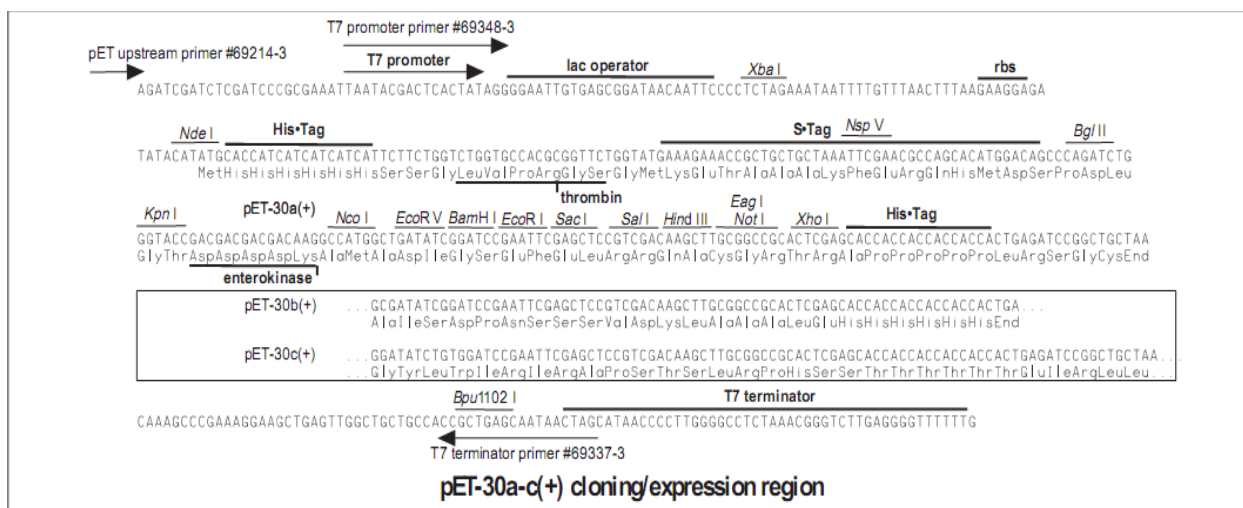 T7 promoter primer #69348-3
pET upstream primer #69214-3
T7 promoter
lac operator
Xba I
rbs
AGATCGATCTCGATCCCGCGAAATTAATACGACTCACTATAGGGGAATTGTGAGCGGATAACAATTCCCCTCTAGAAATAATTTTGTTTAACTTTAAGAAGGAGA
Nde I His•Tag S•Tag Nsp V Bgl II
TATACATATGCACCATCATCATCATCATTCTTCTGGTCTGGTGCCACGCGGTTCTGGTATGAAAGAAACCGCTGCTGCTAAATTCGAACGCCAGCACATGGACAGCCCAGATCTG
MetHisHisHisHisHisHisSerSerGlyLeuValProArgGlySerGlyMetLysGluThrAlaAlaAlaLysPheGluArgGlnHisMetAspSerProAspLeu
thrombin
Eag I
Kpn I pET-30a(+) Nco I EcoR V BamH I EcoR I Sac I Sal I Hind III Not I Xho I His•Tag
GGTACCGACGACGACGACAAGGCCATGGCTGATATCGGATCCGAATTCGAGCTCCGTCGACAAGCTTGCGGCCGCACTCGAGCACCACCACCACCACCACTGAGATCCGGCTGCTAA
GlyThrAspAspAspAspLysAlaMetAlaAspIleGlySerGluPheGluLeuArgArgGlnAlaCysGlyArgThrArgAlaProProProProProProLeuArgSerGlyCysEnd
enterokinase
pET-30b(+) ...GCGATATCGGATCCGAATTCGAGCTCCGTCGACAAGCTTGCGGCCGCACTCGAGCACCACCACCACCACCACTGA...
AlaIleSerAspProAsnSerSerSerValAspLysLeuAlaAlaAlaLeuGluHisHisHisHisHisHisEnd
pET-30c(+) ...GGATATCTGTGGATCCGAATTCGAGCTCCGTCGACAAGCTTGCGGCCGCACTCGAGCACCACCACCACCACCACTGAGATCCGGCTGCTAA...
...GlyTyrLeuTrpIleArgIleArgAlaProSerThrSerLeuArgProHisSerSerThrThrThrThrThrThrGluIleArgLeuLeu...
Bpu1102 I T7 terminator
CAAAGCCCGAAAGGAAGCTGAGTTGGCTGCTGCCACCGCTGAGCAATAACTAGCATAACCCCTTGGGGCCTCTAAACGGGTCTTGAGGGGTTTTTTG
T7 terminator primer #69337-3
pET-30a-c(+) cloning/expression region